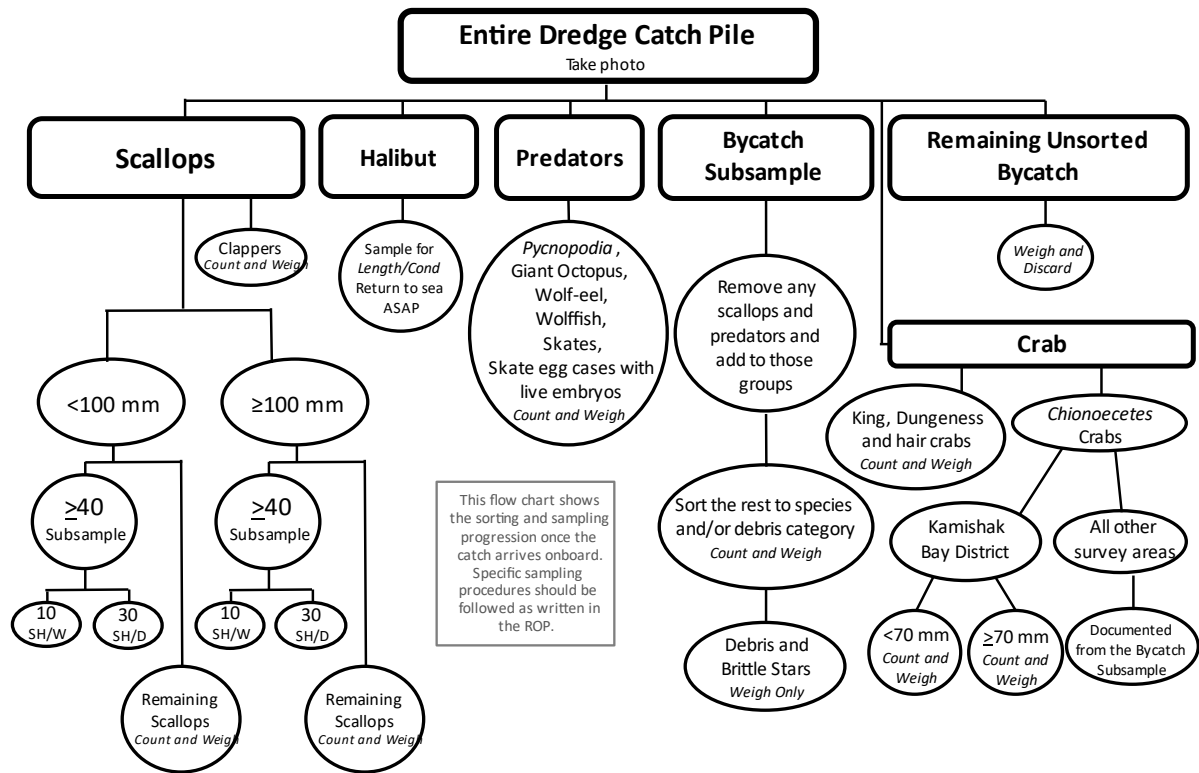 Entire Dredge Catch Pile
Take photo
Scallops
Halibut
Predators
Bycatch
Subsample
Remaining Unsorted
Bycatch
Clappers
Count and Weigh
Sample for
Length/Cond
Return to sea
ASAP
Pycnopodia ,
Giant Octopus,
Wolf-eel,
Wolffish,
Skates,
Skate egg cases with
live embryos
Count and Weigh
Remove any
scallops and
predators and
add to those
groups
Weigh and
Discard
Crab
<100 mm
≥100 mm
King, Dungeness
and hair crabs
Count and Weigh
Chionoecetes
Crabs
≥40
Subsample
≥40
Subsample
This flow chart shows
the sorting and sampling
progression once the
catch arrives onboard.
Specific sampling
procedures should be
followed as written in
the ROP.
Sort the rest to species
and/or debris category
Count and Weigh
Kamishak
Bay District
All other
survey areas
10
SH/W
30
SH/D
10
SH/W
30
SH/D
Debris and
Brittle Stars
Weigh Only
<70 mm
Count and
Weigh
≥70 mm
Count and
Weigh
Documented
from the Bycatch
Subsample
Remaining
Scallops
Count and Weigh
Remaining
Scallops
Count and Weigh